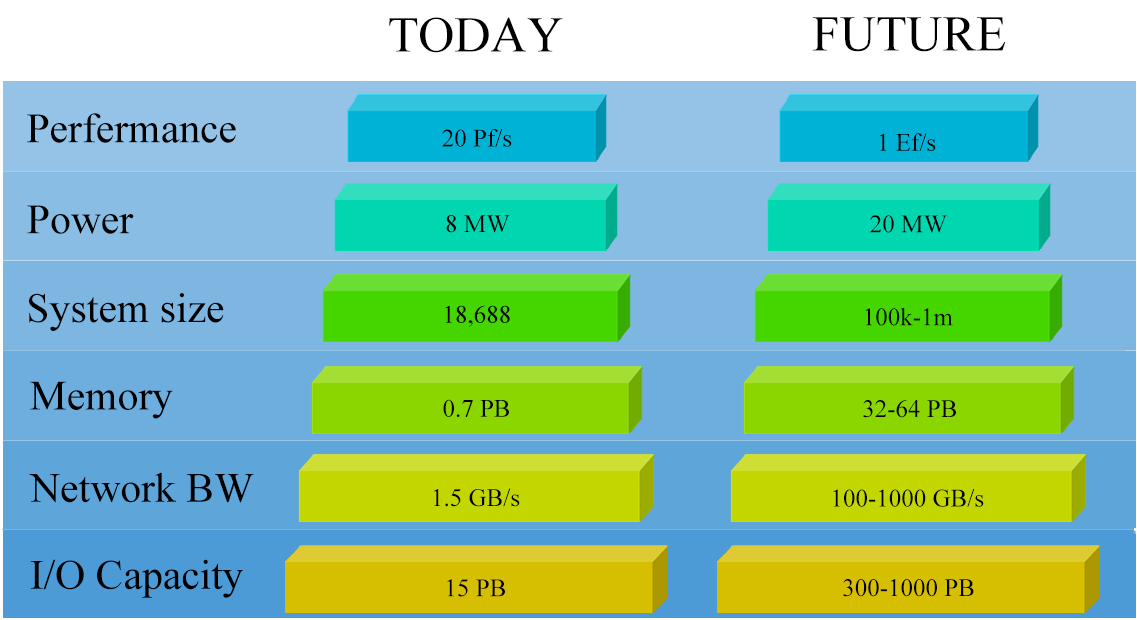 TODAY FUTURE
Perfermance 20 Pf/s 1 Ef/s
Power 8 MW 20 MW
System size 18,688 100k-1m
Memory 0.7 PB 32-64 PB
Network BW 1.5 GB/s 100-1000 GB/s
I/O Capacity 15 PB 300-1000 PB